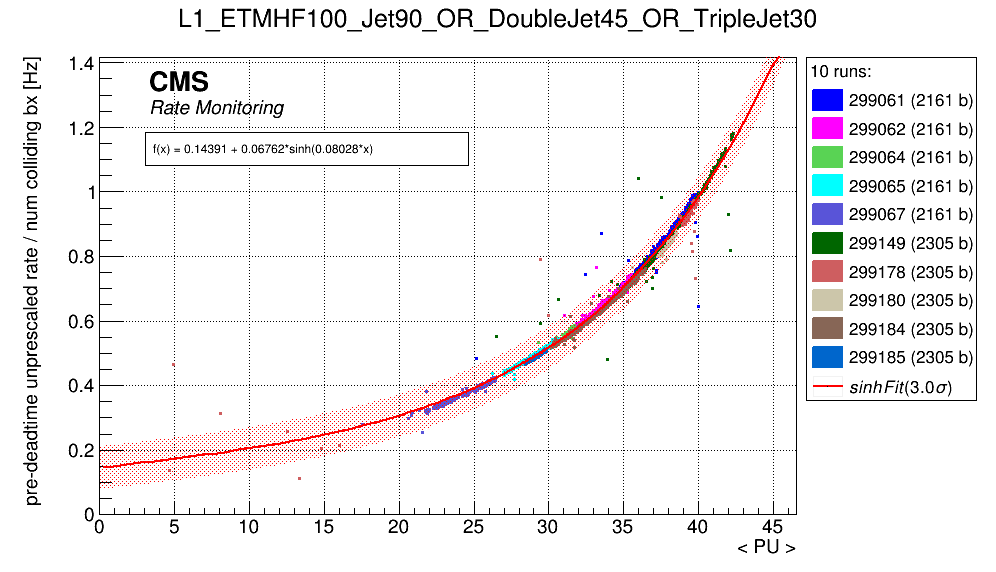 L1_ETMHF100_Jet90_OR_DoubleJet45_OR_TripleJet30
pre-deadtime unprescaled rate / num colliding bx [Hz]
CMS
Rate Monitoring
f(x) = 0.14391 + 0.06762*sinh(0.08028*x)
1.4
1.2
1
0.8
0.6
0.4
0.2
0
0 5 10 15 20 25 30 35 40 45
< PU >
10 runs:
299061 (2161 b)
299062 (2161 b)
299064 (2161 b)
299065 (2161 b)
299067 (2161 b)
299149 (2305 b)
299178 (2305 b)
299180 (2305 b)
299184 (2305 b)
299185 (2305 b)
sinhFit(3.0σ)